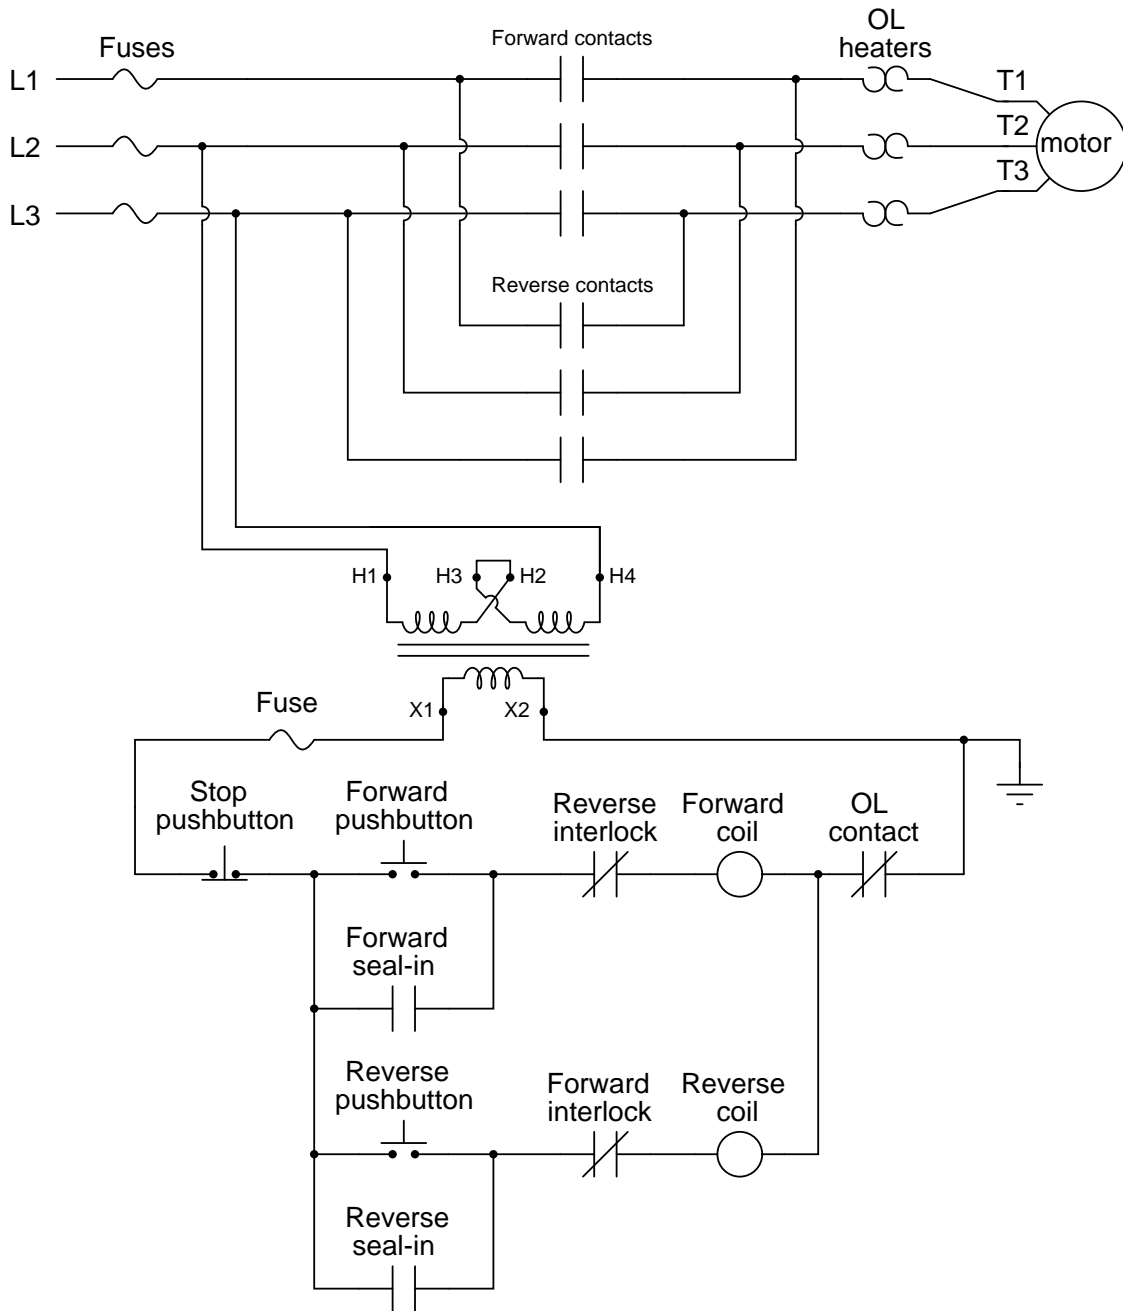 Forward contacts
OL
heaters
Fuses
L1
T1
L2
T2
motor
L3
T3
Reverse contacts
H1
H3
H2
H4
X1
X2
Fuse
Stop
pushbutton
Forward
pushbutton
Reverse
interlock
Forward
coil
OL
contact
Forward
seal-in
Reverse
pushbutton
Forward
interlock
Reverse
coil
Reverse
seal-in